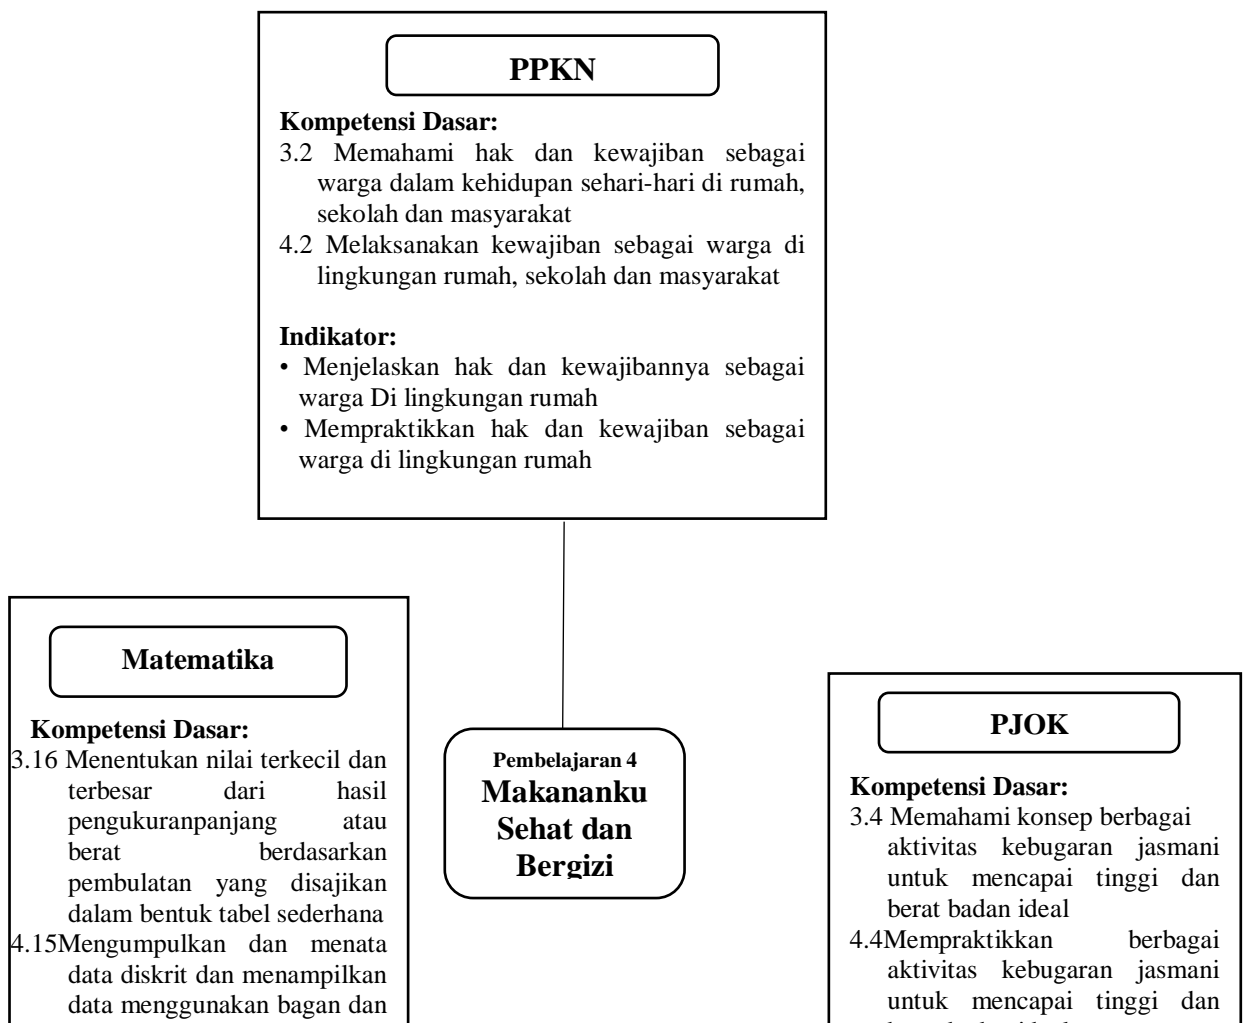 PPKN
Kompetensi Dasar:
3.2 Memahami hak dan kewajiban sebagai
warga dalam kehidupan sehari-hari di rumah,
sekolah dan masyarakat
4.2 Melaksanakan kewajiban sebagai warga di
lingkungan rumah, sekolah dan masyarakat
Indikator:
• Menjelaskan hak dan kewajibannya sebagai
warga Di lingkungan rumah
• Mempraktikkan hak dan kewajiban sebagai
warga di lingkungan rumah
Matematika
Kompetensi Dasar:
3.16 Menentukan nilai terkecil dan
terbesar dari hasil
pengukuranpanjang atau
berat berdasarkan
pembulatan yang disajikan
dalam bentuk tabel sederhana
4.15Mengumpulkan dan menata
data diskrit dan menampilkan
data menggunakan bagan dan
Pembelajaran 4
Makananku
Sehat dan
Bergizi
PJOK
Kompetensi Dasar:
3.4 Memahami konsep berbagai
aktivitas kebugaran jasmani
untuk mencapai tinggi dan
berat badan ideal
4.4Mempraktikkan berbagai
aktivitas kebugaran jasmani
untuk mencapai tinggi dan